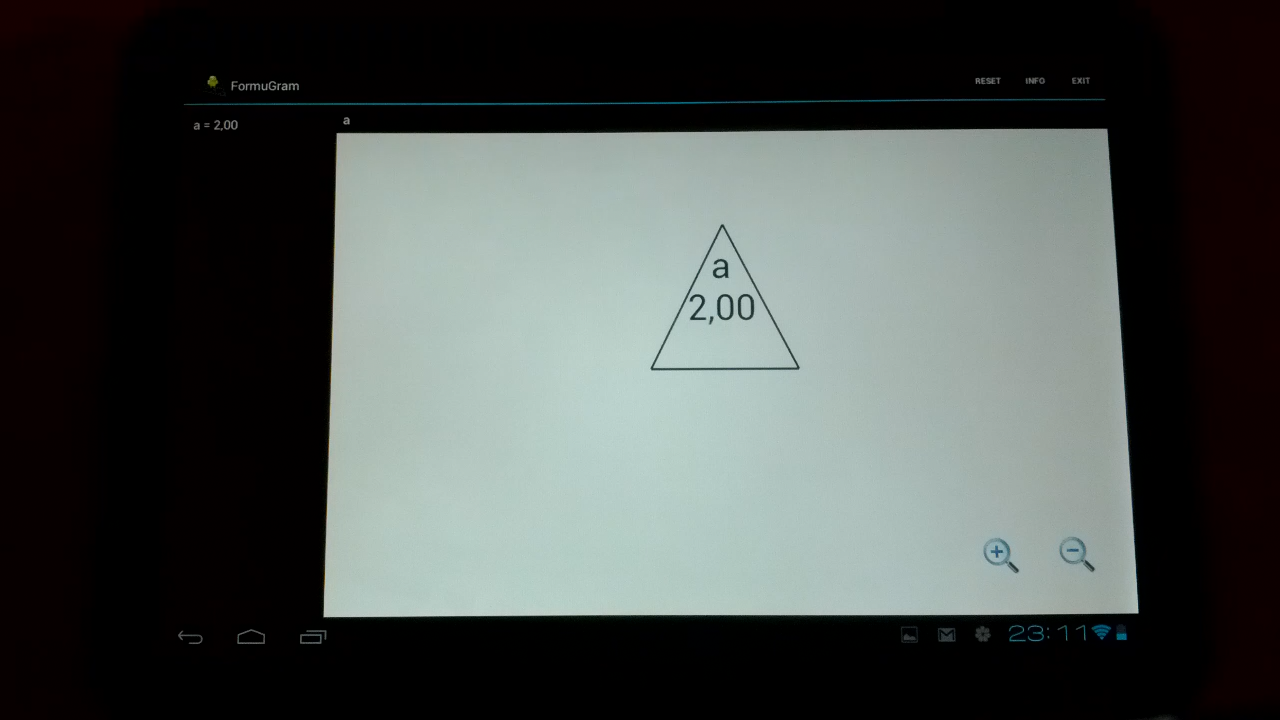 FormuGram
RESET INFO EXIT
a = 2,00
a
a
2,00
23:11